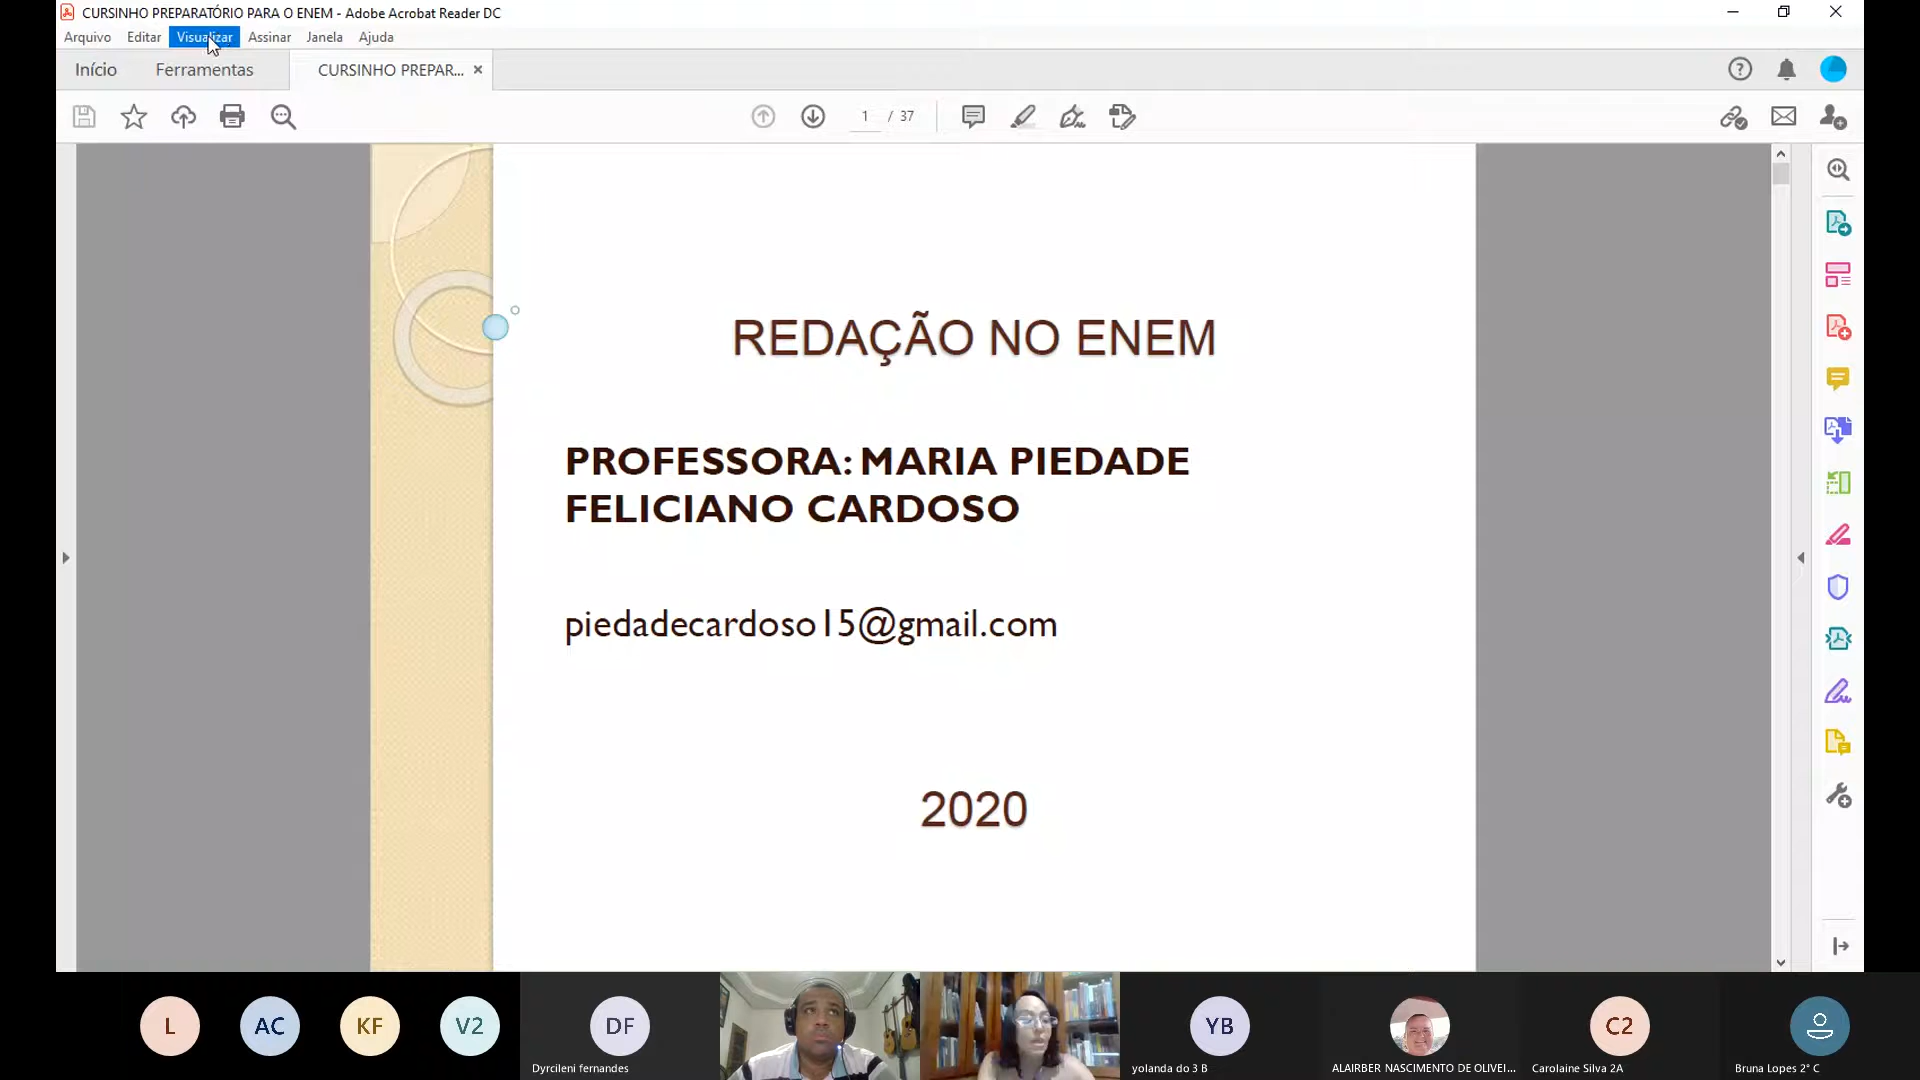 CURSINHO PREPARATÓRIO PARA O ENEM - Adobe Acrobat Reader DC
Arquivo Editar Visualizar Assinar Janela Ajuda
Início Ferramentas CURSINHO PREPAR... ×
1 / 37
REDAÇÃO NO ENEM
PROFESSORA: MARIA PIEDADE
FELICIANO CARDOSO
piedadecardoso15@gmail.com
2020
L AC KF V2 DF YB C2
Dyrcileni fernandes yolanda do 3 B ALAIRBER NASCIMENTO DE OLIVEI... Carolaine Silva 2A Bruna Lopes 2° C